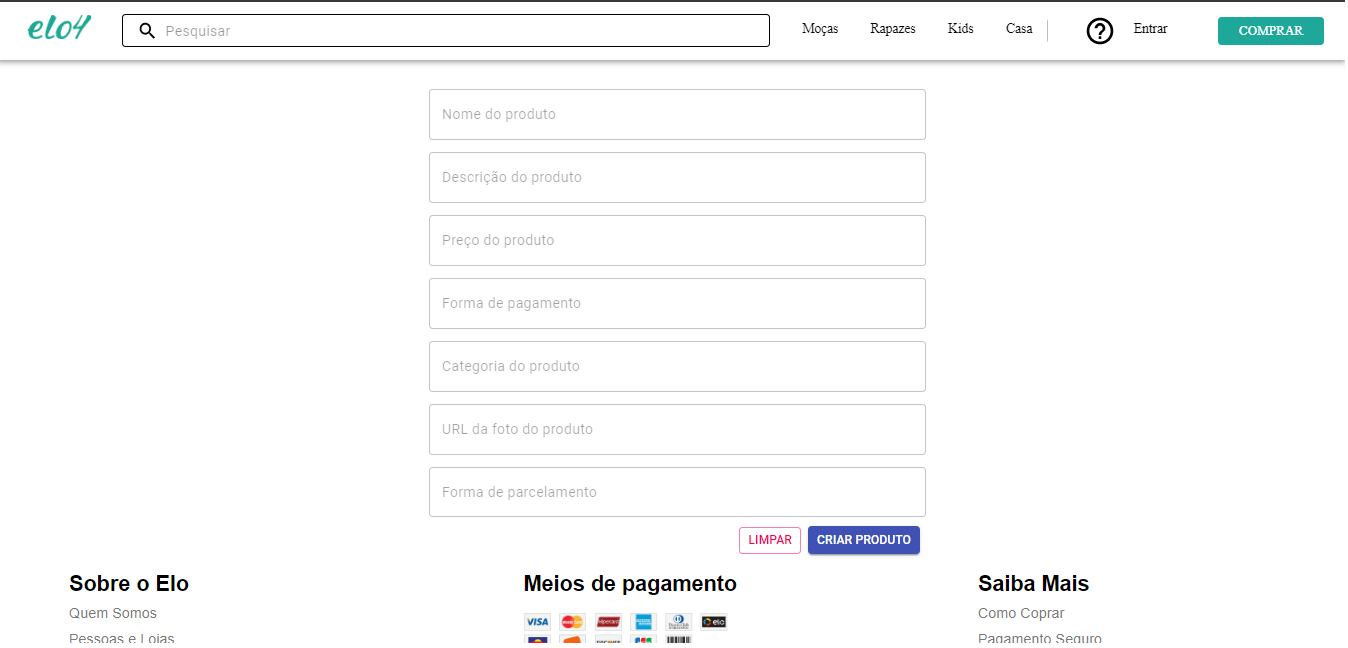 elo4
Pesquisar
Moças Rapazes Kids Casa
Entrar
COMPRAR
Nome do produto
Descrição do produto
Preço do produto
Forma de pagamento
Categoria do produto
URL da foto do produto
Forma de parcelamento
LIMPAR CRIAR PRODUTO
Sobre o Elo
Quem Somos
Pessoas e Lojas
Meios de pagamento
VISA elo
Saiba Mais
Como Coprar
Pagamento Seguro